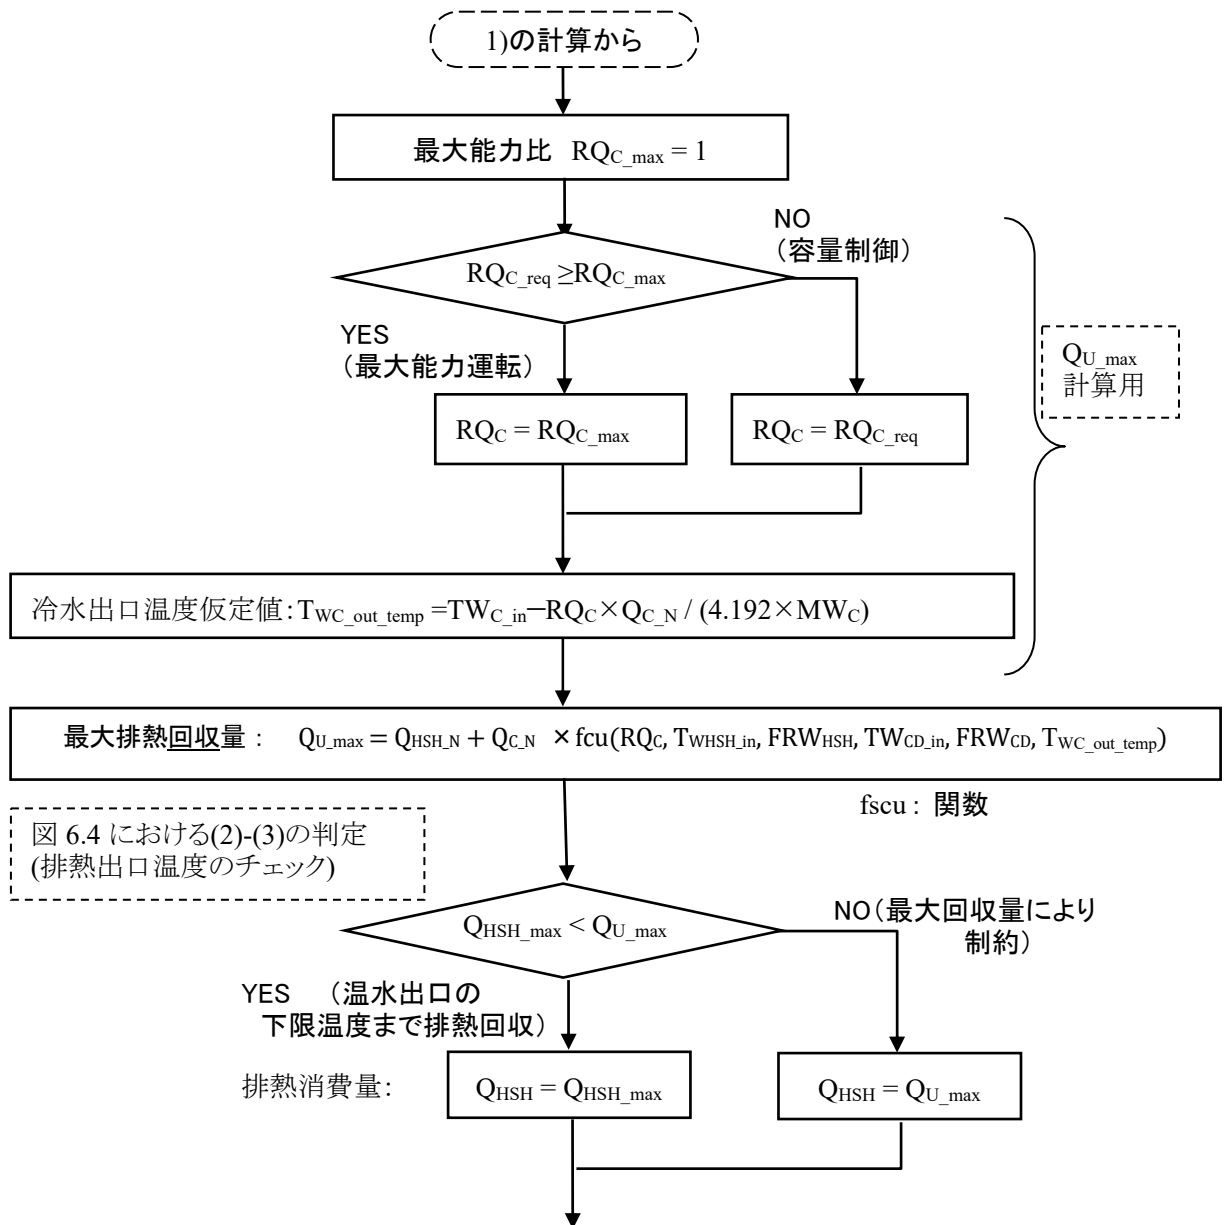 1)の計算から
最大能力比 RQC_max = 1
NO
(容量制御)
RQC_req ≥RQC_max
YES
(最大能力運転)
QU_max
計算用
RQC = RQC_max
RQC = RQC_req
冷水出口温度仮定値:TWC_out_temp =TWC_in−RQC×QC_N / (4.192×MWC)
最大排熱回収量 : QU_max = QHSH_N + QC_N × fcu(RQC, TWHSH_in, FRWHSH, TWCD_in, FRWCD, TWC_out_temp)
fscu : 関数
図 6.4 における(2)-(3)の判定
(排熱出口温度のチェック)
QHSH_max < QU_max
NO(最大回収量により
制約)
YES (温水出口の
下限温度まで排熱回収)
排熱消費量:
QHSH = QHSH_max
QHSH = QU_max